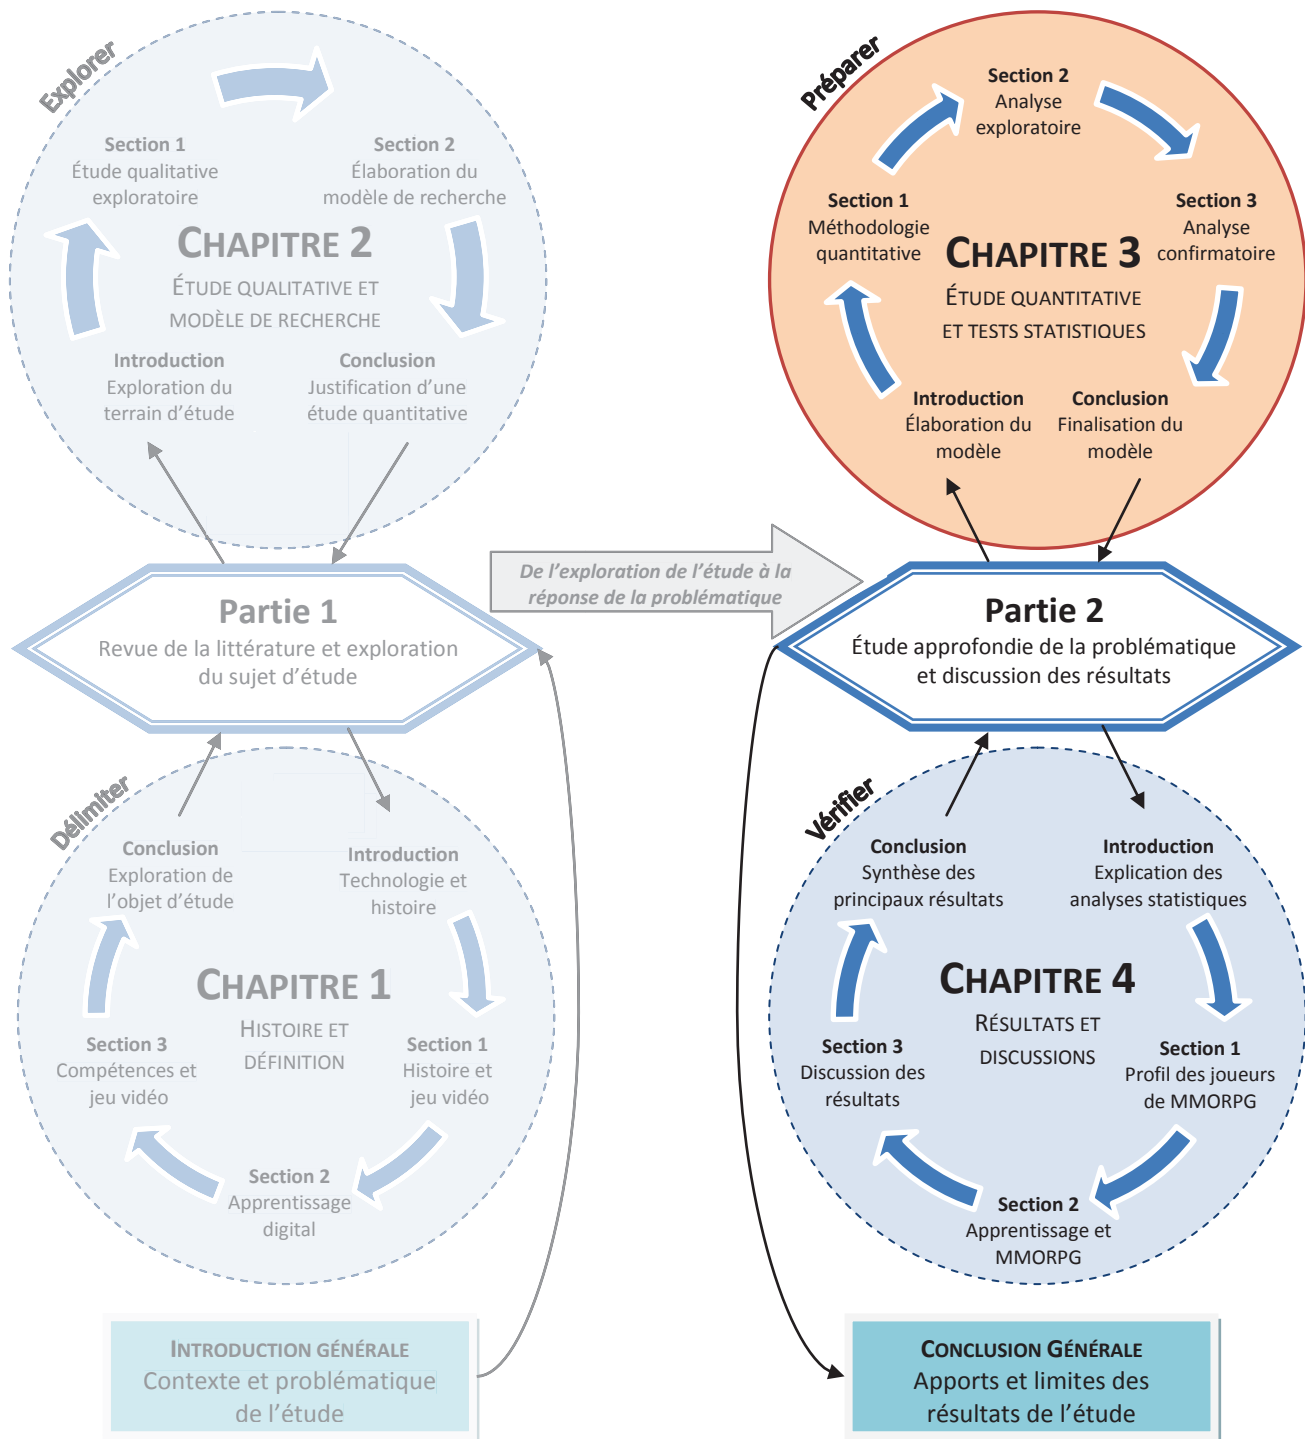 Explorer
Section 1
Étude qualitative
exploratoire
Section 2
Élaboration du
modèle de recherche
CHAPITRE 2
ÉTUDE QUALITATIVE ET
MODÈLE DE RECHERCHE
Introduction
Exploration du
terrain d'étude
Conclusion
Justification d'une
étude quantitative
Préparer
Section 2
Analyse
exploratoire
Section 1
Méthodologie
quantitative
Section 3
Analyse
confirmatoire
CHAPITRE 3
ÉTUDE QUANTITATIVE
ET TESTS STATISTIQUES
Introduction
Élaboration du
modèle
Conclusion
Finalisation du
modèle
De l'exploration de l'étude à la
réponse de la problématique
Partie 1
Revue de la littérature et exploration
du sujet d'étude
Partie 2
Étude approfondie de la problématique
et discussion des résultats
Délimiter
Conclusion
Exploration de
l'objet d'étude
Introduction
Technologie et
histoire
CHAPITRE 1
HISTOIRE ET
DÉFINITION
Section 3
Compétences et
jeu vidéo
Section 1
Histoire et
jeu vidéo
Section 2
Apprentissage
digital
Vérifier
Conclusion
Synthèse des
principaux résultats
Introduction
Explication des
analyses statistiques
CHAPITRE 4
RÉSULTATS ET
DISCUSSIONS
Section 3
Discussion des
résultats
Section 1
Profil des joueurs
de MMORPG
Section 2
Apprentissage et
MMORPG
INTRODUCTION GÉNÉRALE
Contexte et problématique
de l'étude
CONCLUSION GÉNÉRALE
Apports et limites des
résultats de l'étude